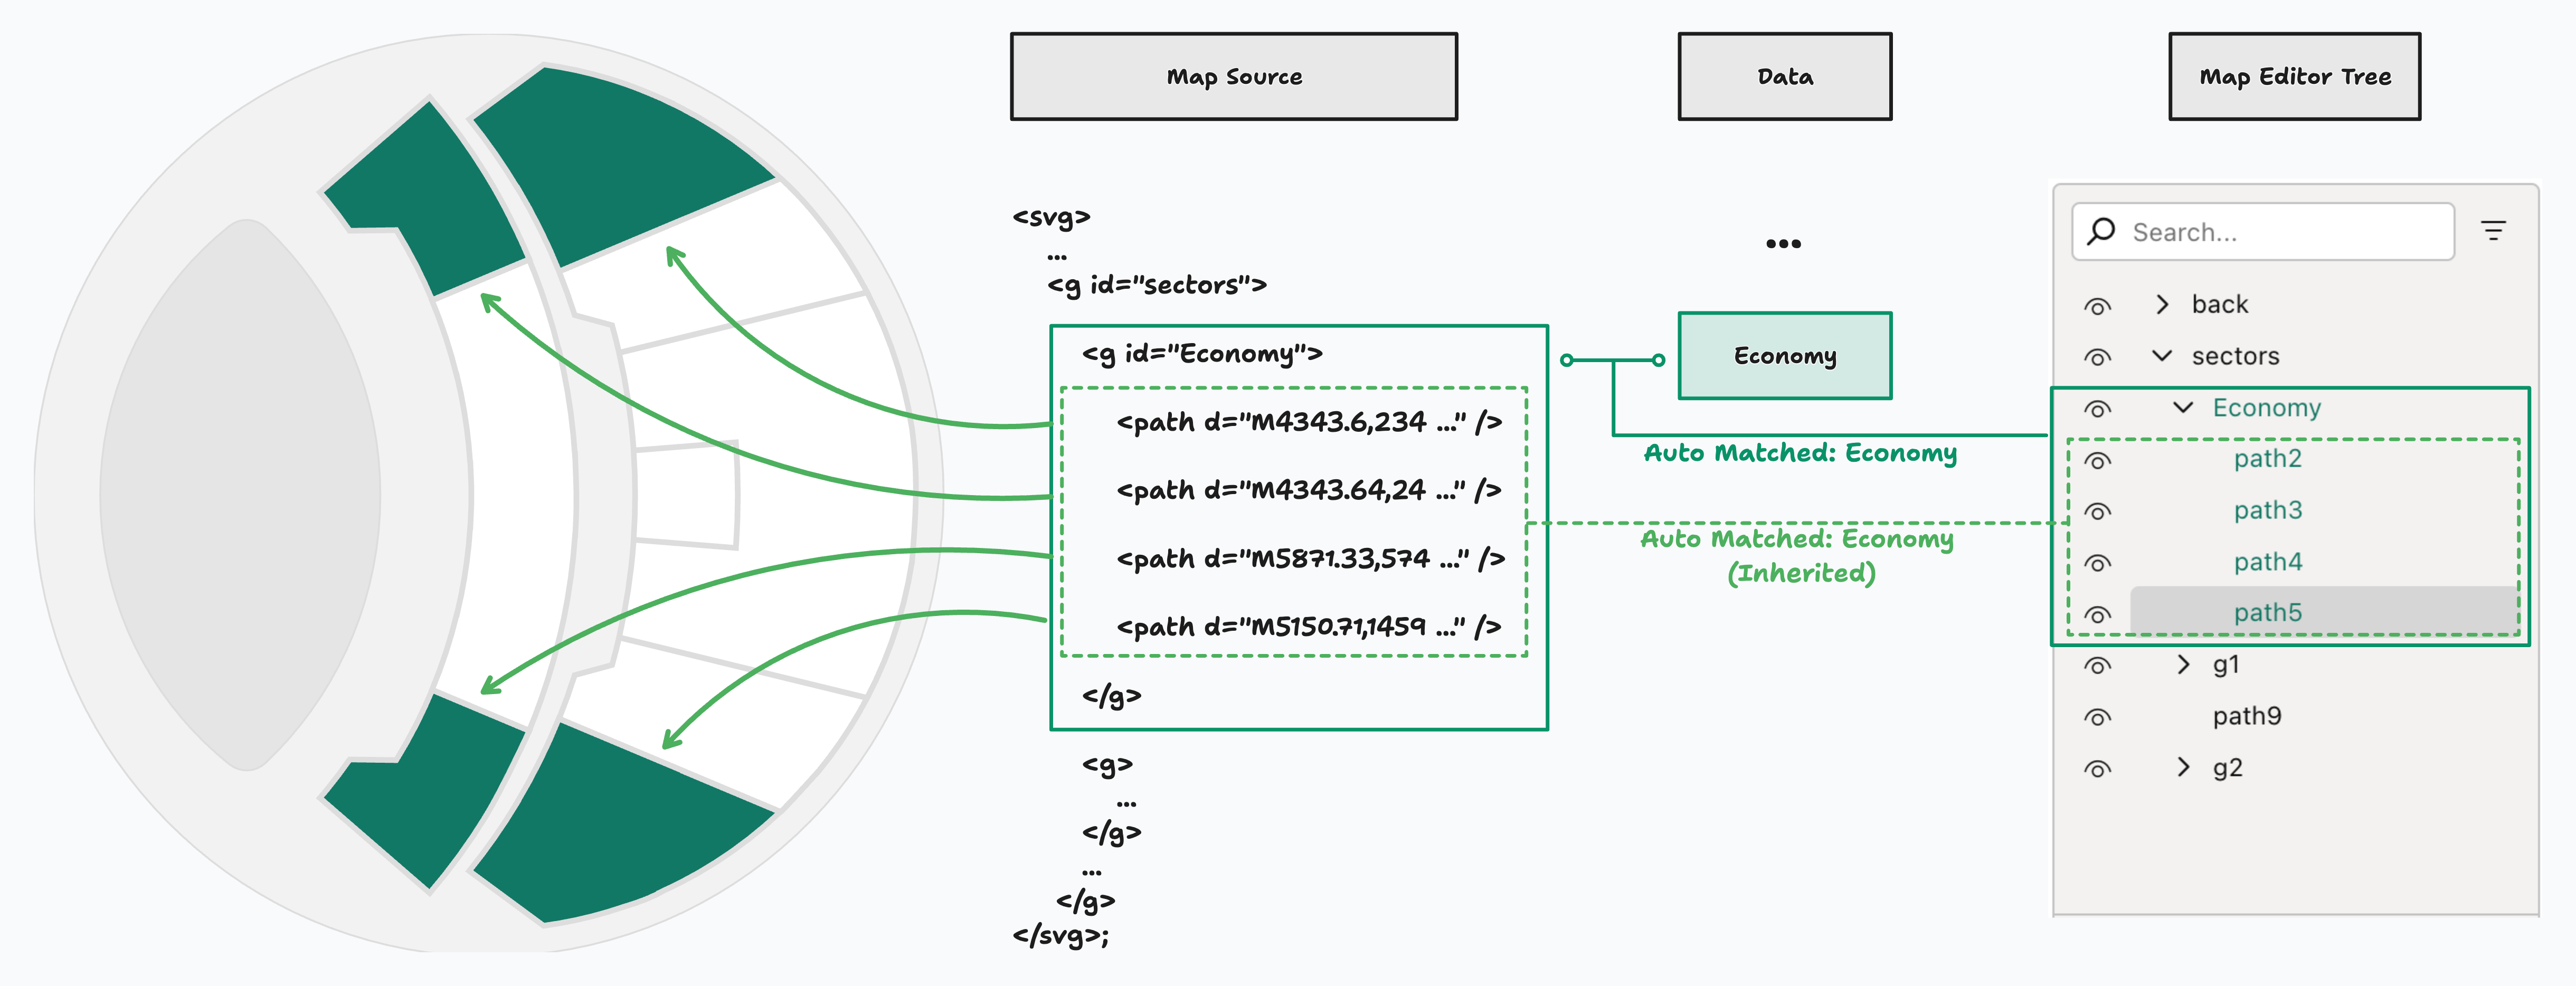 Map Source
Data
Map Editor Tree
<svg>
...
<g id="sectors">
<g id="Economy">
<path d="M4343.6,234 ..." />
<path d="M4343.64,24 ..." />
<path d="M5871.33,574 ..." />
<path d="M5150.71,1459 ..." />
</g>
<g>
...
</g>
...
</g>
</svg>;
...
Economy
Auto Matched: Economy
Auto Matched: Economy
(Inherited)
Search...
back
sectors
Economy
path2
path3
path4
path5
g1
path9
g2